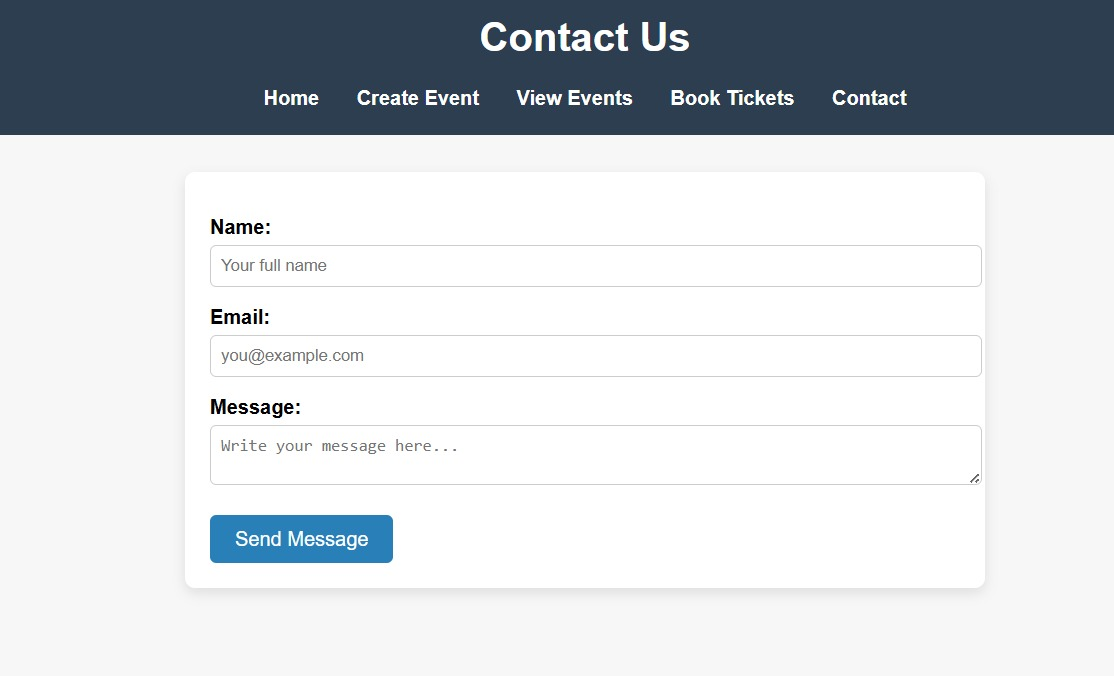 Contact Us
Home Create Event View Events Book Tickets Contact
Name:
Your full name
Email:
you@example.com
Message:
Write your message here...
Send Message